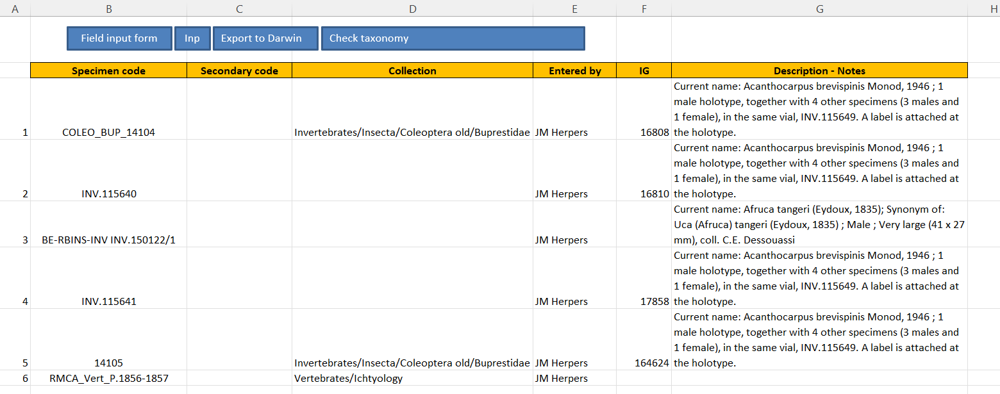 A B C D E F G H
Field input form Inp Export to Darwin Check taxonomy
Specimen code Secondary code Collection Entered by IG Description - Notes
Current name: Acanthocarpus brevispinis Monod, 1946 ; 1
male holotype, together with 4 other specimens (3 males and
1 female), in the same vial, INV.115649. A label is attached at
1 COLEO_BUP_14104 Invertebrates/Insecta/Coleoptera old/Buprestidae JM Herpers 16808 the holotype.
Current name: Acanthocarpus brevispinis Monod, 1946 ; 1
male holotype, together with 4 other specimens (3 males and
1 female), in the same vial, INV.115649. A label is attached at
2 INV.115640 JM Herpers 16810 the holotype.
Current name: Afruca tangeri (Eydoux, 1835); Synonym of:
Uca (Afruca) tangeri (Eydoux, 1835) ; Male ; Very large (41 x 27
3 BE-RBINS-INV INV.150122/1 JM Herpers mm), coll. C.E. Dessouassi
Current name: Acanthocarpus brevispinis Monod, 1946 ; 1
male holotype, together with 4 other specimens (3 males and
1 female), in the same vial, INV.115649. A label is attached at
4 INV.115641 JM Herpers 17858 the holotype.
Current name: Acanthocarpus brevispinis Monod, 1946 ; 1
male holotype, together with 4 other specimens (3 males and
1 female), in the same vial, INV.115649. A label is attached at
5 14105 Invertebrates/Insecta/Coleoptera old/Buprestidae JM Herpers 164624 the holotype.
6 RMCA_Vert_P.1856-1857 Vertebrates/Ichtyology JM Herpers